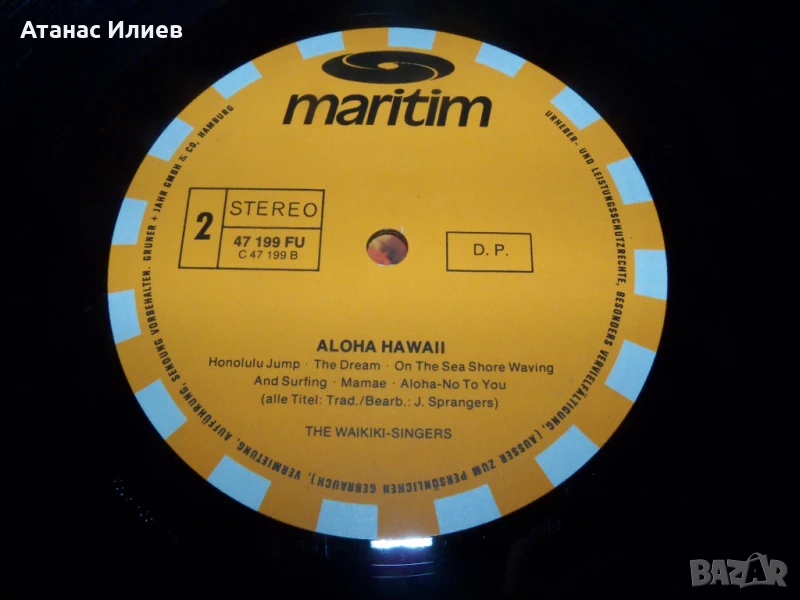 Атанас Илиев
maritim
2
STEREO
47 199 FU
C 47 199 B
D. P.
ALOHA HAWAII
Honolulu Jump · The Dream · On The Sea Shore Waving
And Surfing · Mamae · Aloha-No To You
(alle Titel: Trad./Bearb.: J. Sprangers)
THE WAIKIKI-SINGERS
URHEBER- UND LEISTUNGSSCHUTZRECHTE, BESONDERS VERVIELFÄLTIGUNG, (AUSSER ZUM PERSÖNLICHEN GEBRAUCH), VERMIETUNG, AUFFÜHRUNG, SENDUNG VORBEHALTEN. GRUNER + JAHR GMBH & CO, HAMBURG
BAZAR